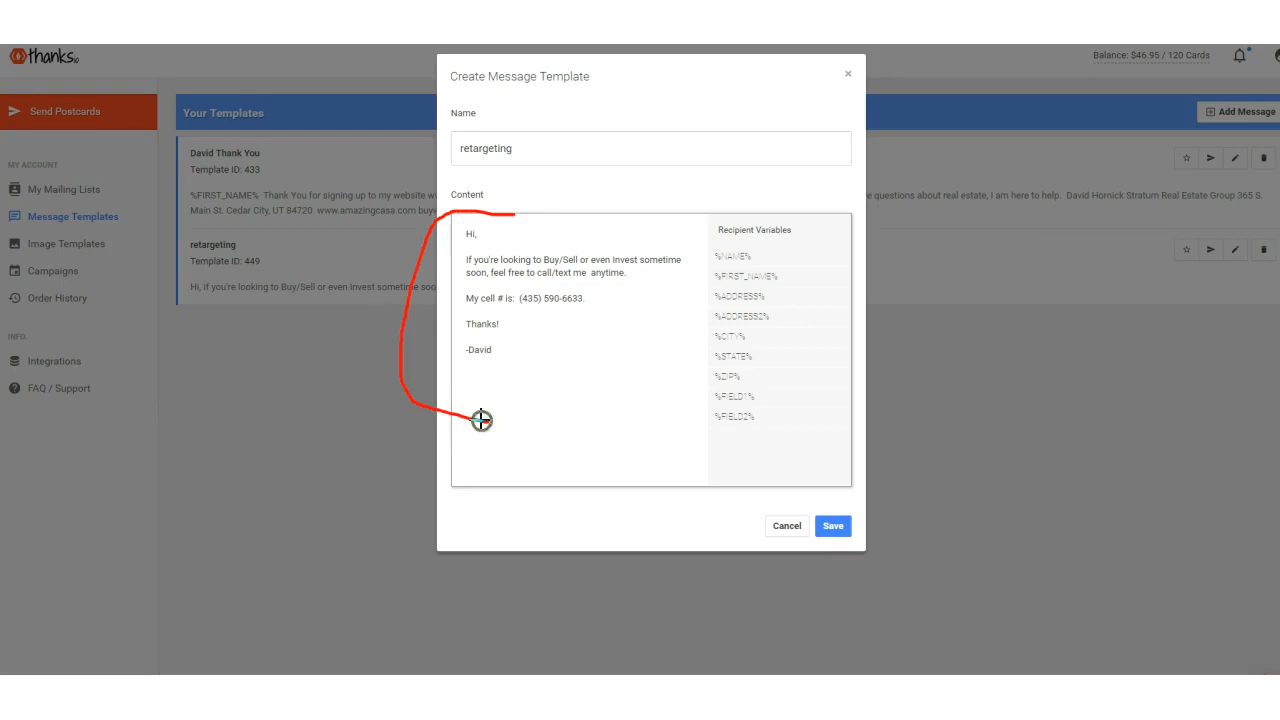 thanks.io
Balance: $46.95 / 120 Cards
Send Postcards
MY ACCOUNT
My Mailing Lists
Message Templates
Image Templates
Campaigns
Order History
INFO.
Integrations
FAQ / Support
Your Templates
Add Message
David Thank You
Template ID: 433
%FIRST_NAME% Thank You for signing up to my website w
e questions about real estate, I am here to help. David Hornick Stratum Real Estate Group 365 S.
Main St. Cedar City, UT 84720 www.amazingcasa.com buy
retargeting
Template ID: 449
Hi, If you're looking to Buy/Sell or even Invest sometime soo
Create Message Template
×
Name
retargeting
Content
Hi,
If you're looking to Buy/Sell or even Invest sometime
soon, feel free to call/text me anytime.
My cell # is: (435) 590-6633.
Thanks!
-David
Recipient Variables
%NAME%
%FIRST_NAME%
%ADDRESS%
%ADDRESS2%
%CITY%
%STATE%
%ZIP%
%FIELD1%
%FIELD2%
Cancel
Save